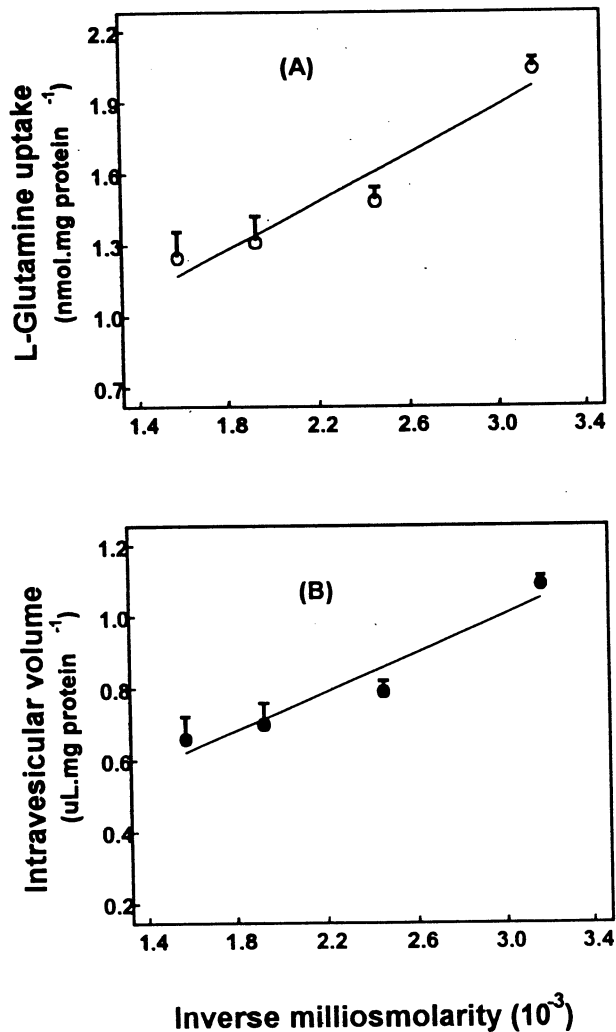 L-Glutamine uptake
(nmol.mg protein ⁻¹)
(A)
2.2
1.9
1.6
1.3
1.0
0.7
1.4 1.8 2.2 2.6 3.0 3.4
Intravesicular volume
(uL.mg protein ⁻¹)
(B)
1.2
1.0
0.8
0.6
0.4
0.2
1.4 1.8 2.2 2.6 3.0 3.4
Inverse milliosmolarity (10⁻³)